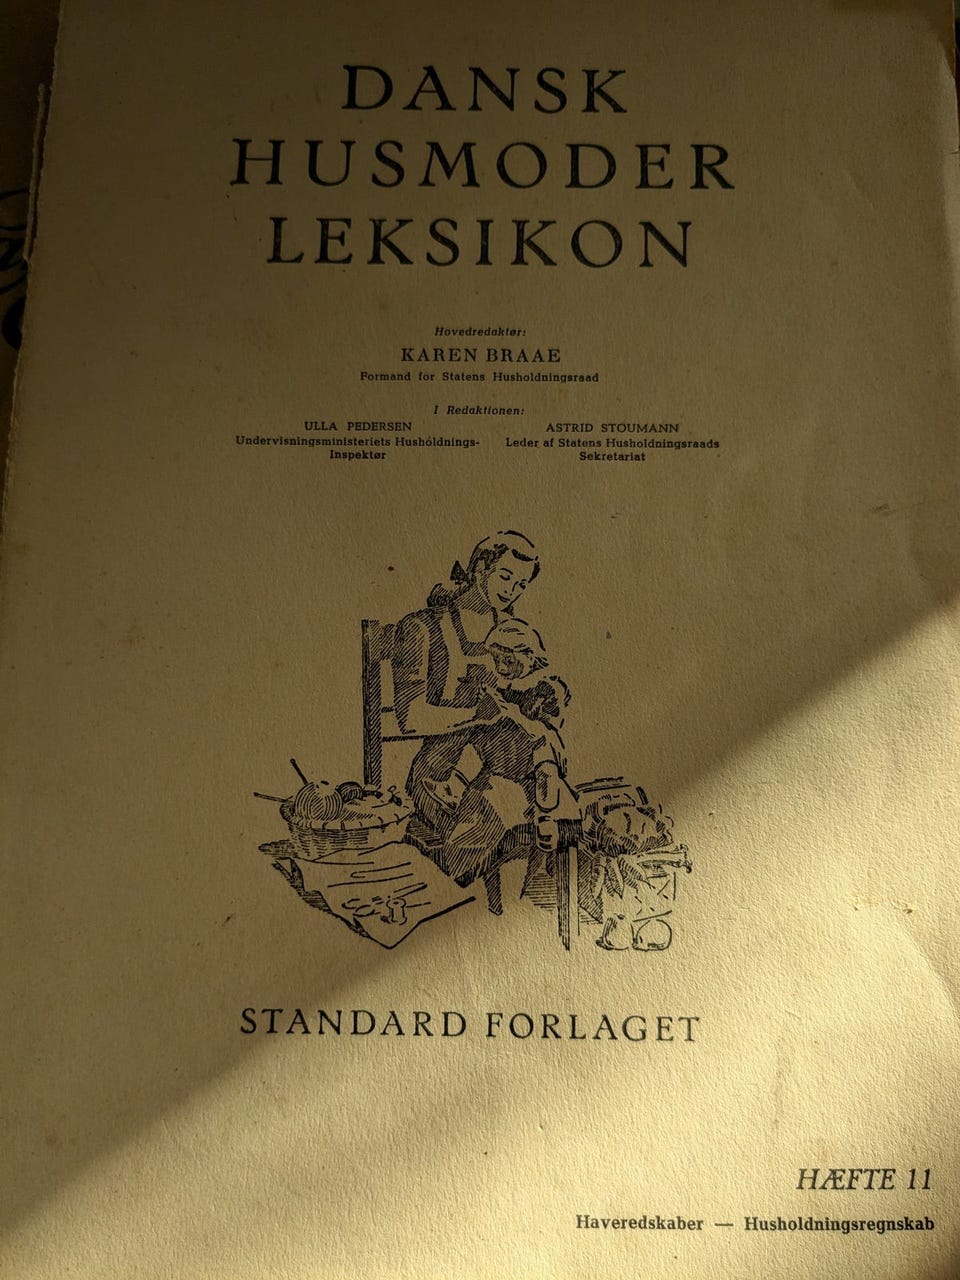 DANSK
HUSMODER
LEKSIKON
Hovedredaktør:
KAREN BRAAE
Formand for Statens Husholdningsraad
I Redaktionen:
ULLA PEDERSEN
Undervisningsministeriets Husholdnings-
Inspektør
ASTRID STOUMANN
Leder af Statens Husholdningsraads
Sekretariat
STANDARD FORLAGET
HÆFTE 11
Haveredskaber — Husholdningsregnskab